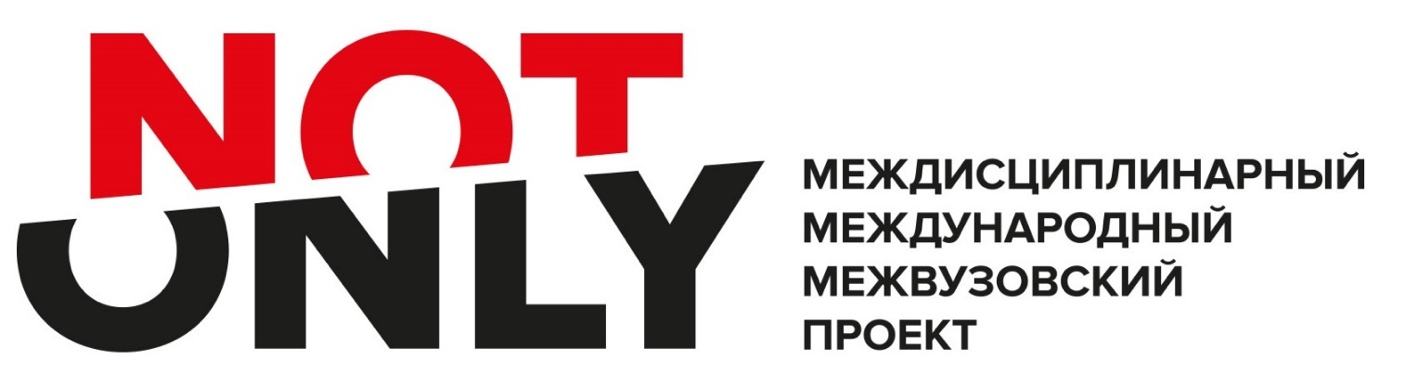 NOT
ONLY
МЕЖДИСЦИПЛИНАРНЫЙ
МЕЖДУНАРОДНЫЙ
МЕЖВУЗОВСКИЙ
ПРОЕКТ